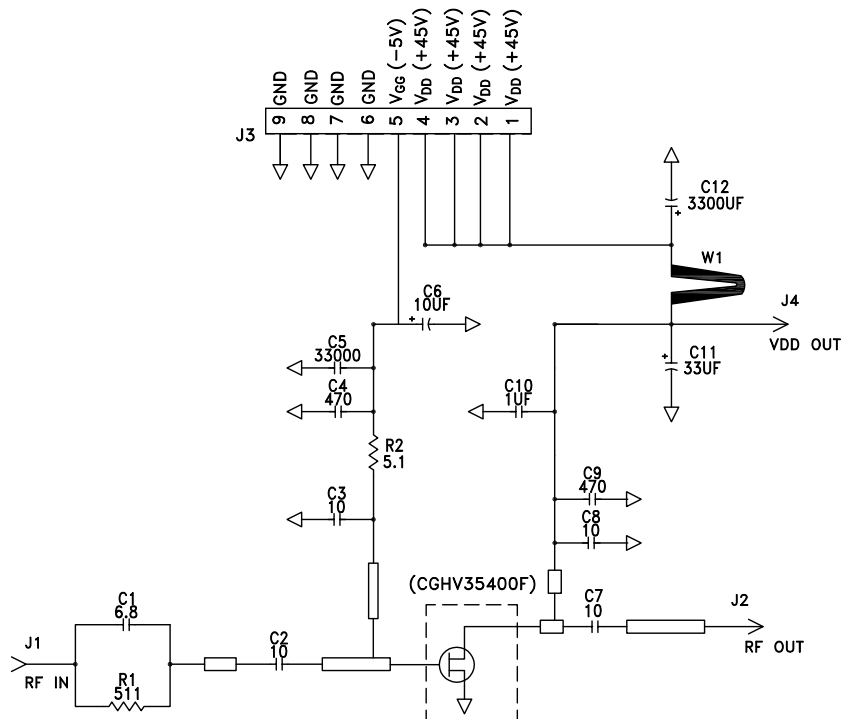 VGG (-5V)
VDD (+45V)
VDD (+45V)
VDD (+45V)
VDD (+45V)
GND
GND
GND
GND
9 8 7 6 5 4 3 2 1
J3
C12
3300UF
+
W1
C6
10UF
+
J4
VDD OUT
C5
33000
C11
33UF
+
C4
470
C10
1UF
R2
5.1
C9
470
C3
10
C8
10
(CGHV35400F)
C1
6.8
C7
10
J2
RF OUT
J1
RF IN
C2
10
R1
511